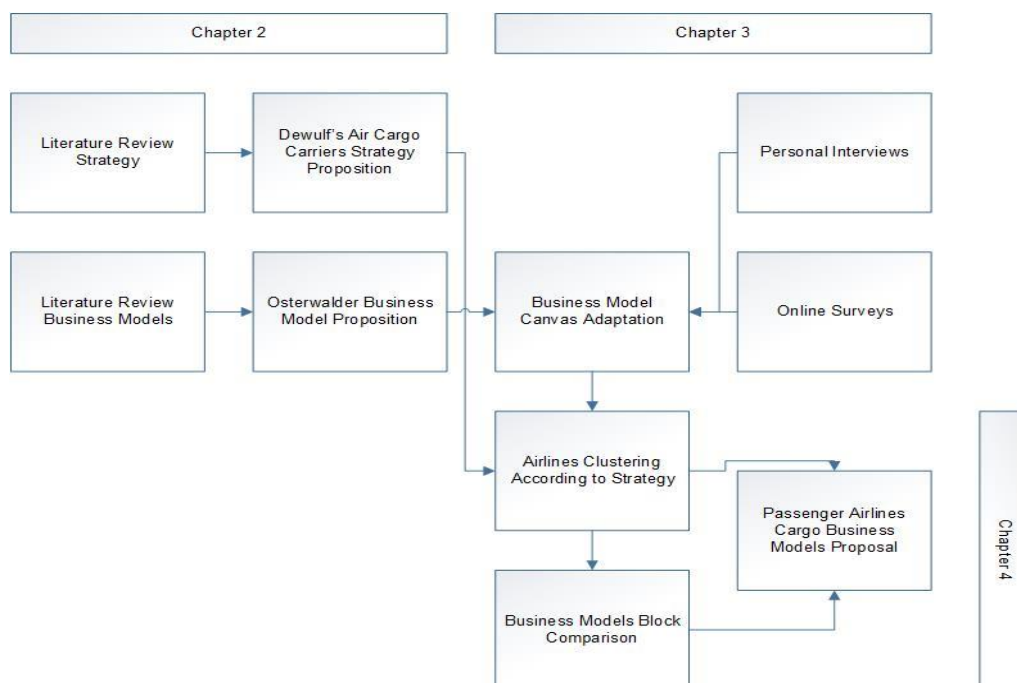 Chapter 2
Chapter 3
Literature Review
Strategy
Dewulf's Air Cargo
Carriers Strategy
Proposition
Personal Interviews
Literature Review
Business Models
Osterwalder Business
Model Proposition
Business Model
Canvas Adaptation
Online Surveys
Airlines Clustering
According to Strategy
Passenger Airlines
Cargo Business
Models Proposal
Chapter 4
Business Models Block
Comparison